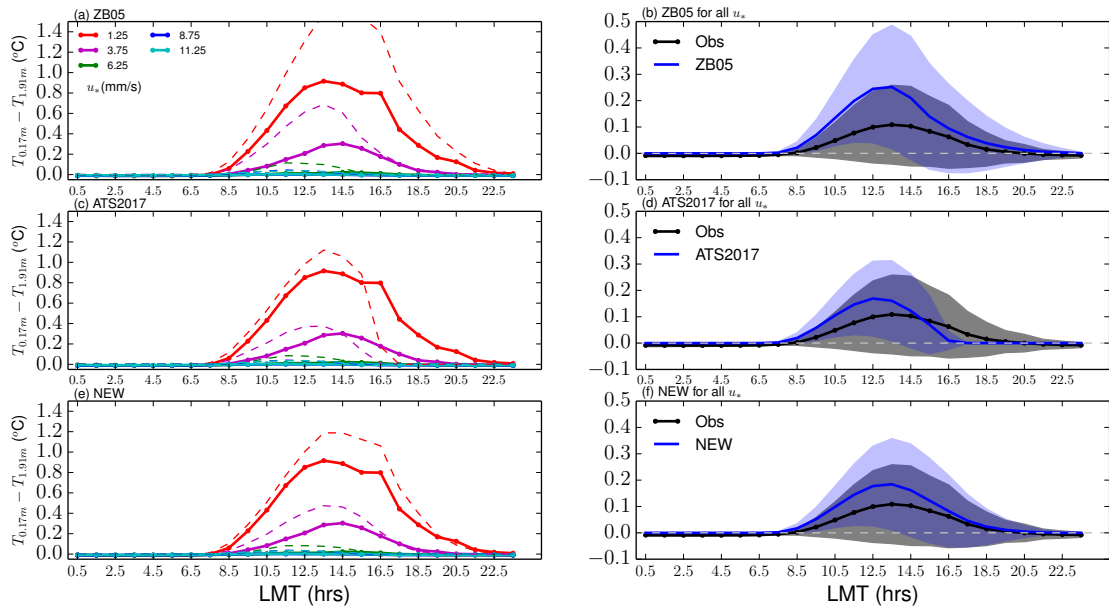 (a) ZB05
1.25 8.75
3.75 11.25
6.25
u* (mm/s)
T0.17m − T1.91m (°C)
1.4
1.2
1.0
0.8
0.6
0.4
0.2
0.0
0.5 2.5 4.5 6.5 8.5 10.5 12.5 14.5 16.5 18.5 20.5 22.5
(b) ZB05 for all u*
Obs
ZB05
0.5
0.4
0.3
0.2
0.1
0.0
−0.1
0.5 2.5 4.5 6.5 8.5 10.5 12.5 14.5 16.5 18.5 20.5 22.5
(c) ATS2017
T0.17m − T1.91m (°C)
1.4
1.2
1.0
0.8
0.6
0.4
0.2
0.0
0.5 2.5 4.5 6.5 8.5 10.5 12.5 14.5 16.5 18.5 20.5 22.5
(d) ATS2017 for all u*
Obs
ATS2017
0.5
0.4
0.3
0.2
0.1
0.0
−0.1
0.5 2.5 4.5 6.5 8.5 10.5 12.5 14.5 16.5 18.5 20.5 22.5
(e) NEW
T0.17m − T1.91m (°C)
1.4
1.2
1.0
0.8
0.6
0.4
0.2
0.0
0.5 2.5 4.5 6.5 8.5 10.5 12.5 14.5 16.5 18.5 20.5 22.5
LMT (hrs)
(f) NEW for all u*
Obs
NEW
0.5
0.4
0.3
0.2
0.1
0.0
−0.1
0.5 2.5 4.5 6.5 8.5 10.5 12.5 14.5 16.5 18.5 20.5 22.5
LMT (hrs)